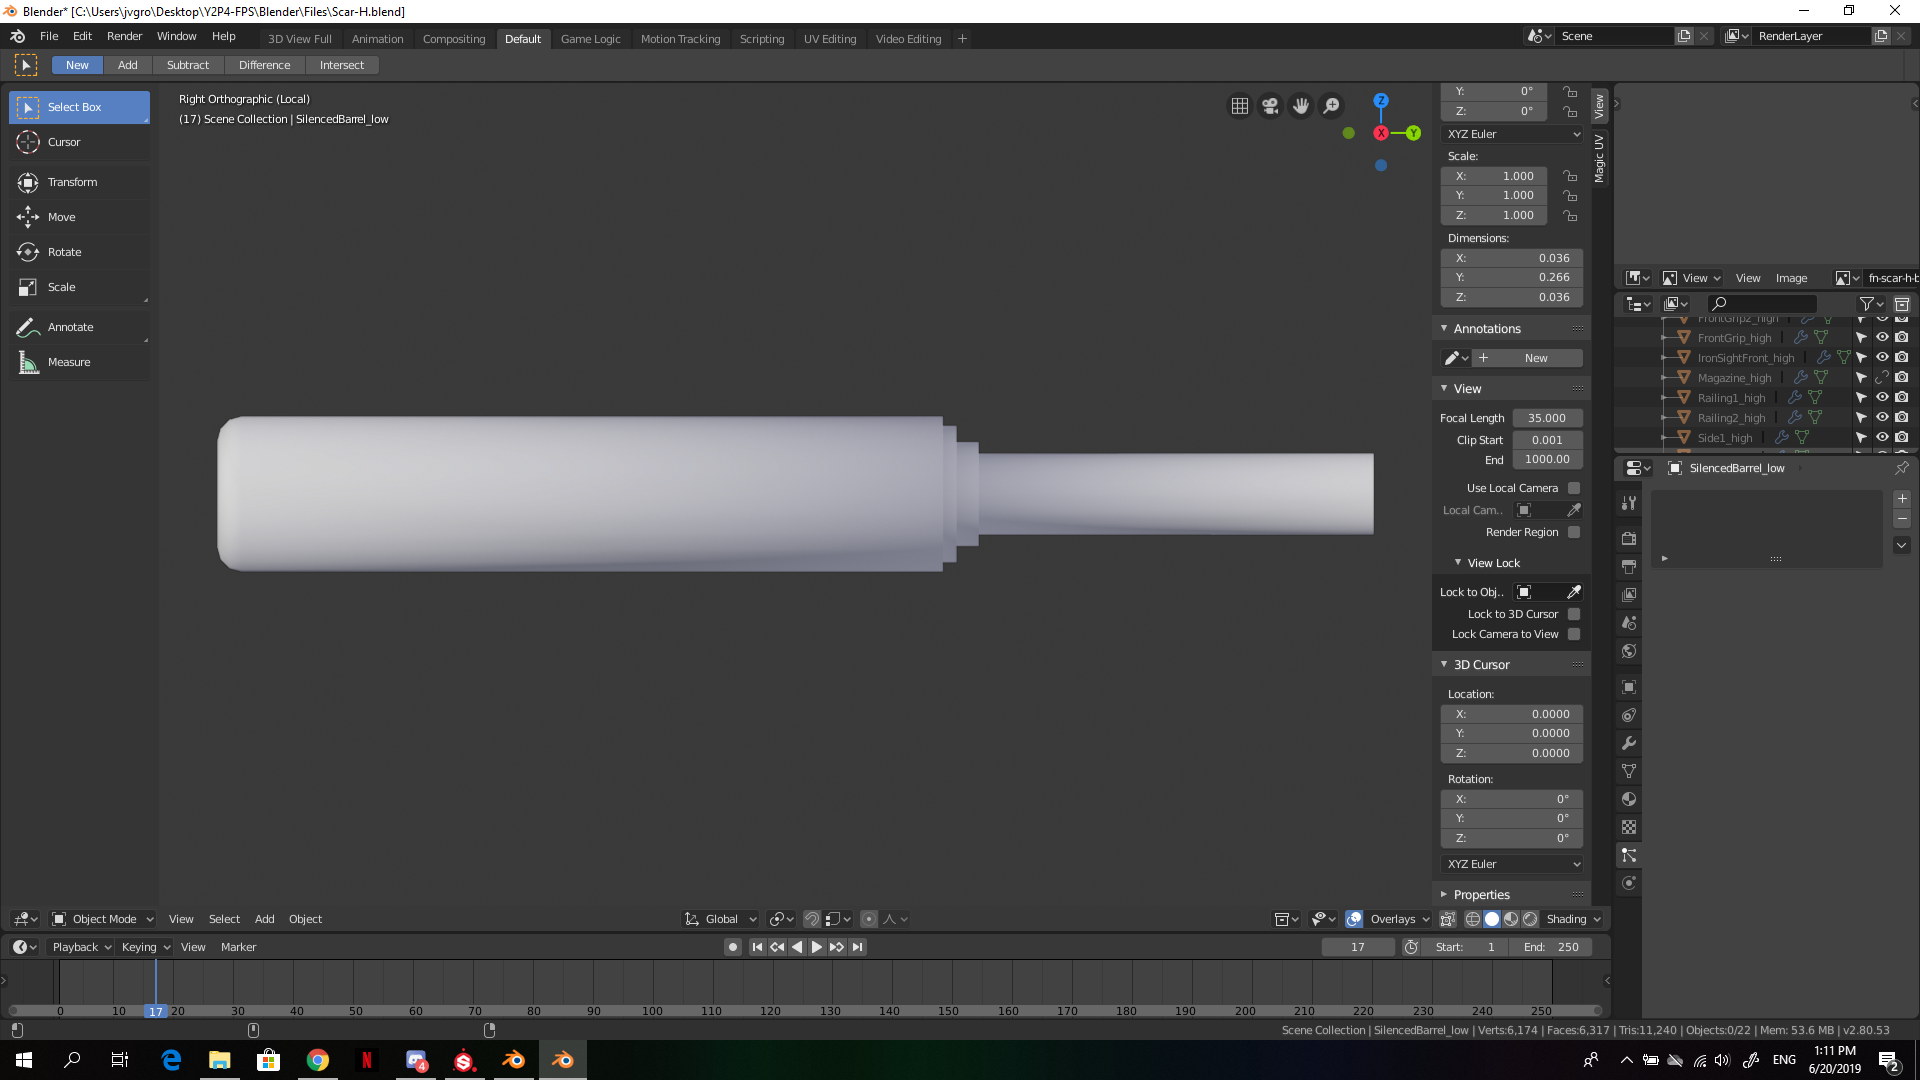 Blender* [C:\Users\jvgro\Desktop\Y2P4-FPS\Blender\Files\Scar-H.blend]
File Edit Render Window Help 3D View Full Animation Compositing Default Game Logic Motion Tracking Scripting UV Editing Video Editing + Scene RenderLayer
New Add Subtract Difference Intersect
Select Box
Cursor
Transform
Move
Rotate
Scale
Annotate
Measure
Right Orthographic (Local)
(17) Scene Collection | SilencedBarrel_low
Z
X
Y
Y: 0°
Z: 0°
XYZ Euler
Scale:
X: 1.000
Y: 1.000
Z: 1.000
Dimensions:
X: 0.036
Y: 0.266
Z: 0.036
Annotations
+ New
View
Focal Length 35.000
Clip Start 0.001
End 1000.00
Use Local Camera
Local Cam..
Render Region
View Lock
Lock to Obj..
Lock to 3D Cursor
Lock Camera to View
3D Cursor
Location:
X: 0.0000
Y: 0.0000
Z: 0.0000
Rotation:
X: 0°
Y: 0°
Z: 0°
XYZ Euler
Properties
View
Magic UV
View View Image fn-scar-h-b
FrontGrip2_high
FrontGrip_high
IronSightFront_high
Magazine_high
Railing1_high
Railing2_high
Side1_high
SilencedBarrel_low
Object Mode View Select Add Object Global Overlays Shading
Playback Keying View Marker 17 Start: 1 End: 250
0 10 17 20 30 40 50 60 70 80 90 100 110 120 130 140 150 160 170 180 190 200 210 220 230 240 250
Scene Collection | SilencedBarrel_low | Verts:6,174 | Faces:6,317 | Tris:11,240 | Objects:0/22 | Mem: 53.6 MB | v2.80.53
N 4 ENG 1:11 PM 2
6/20/2019